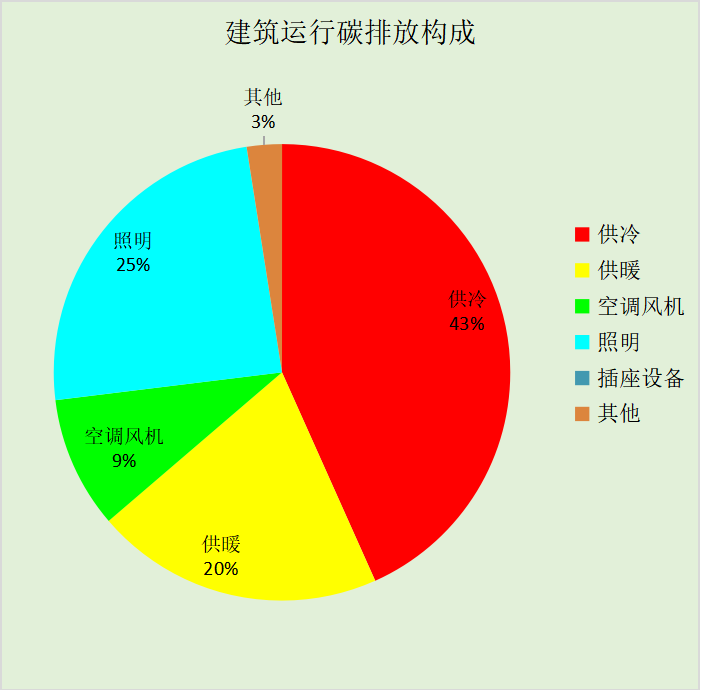 建筑运行碳排放构成
其他
3%
照明
25%
供冷
43%
空调风机
9%
供暖
20%
供冷
供暖
空调风机
照明
插座设备
其他